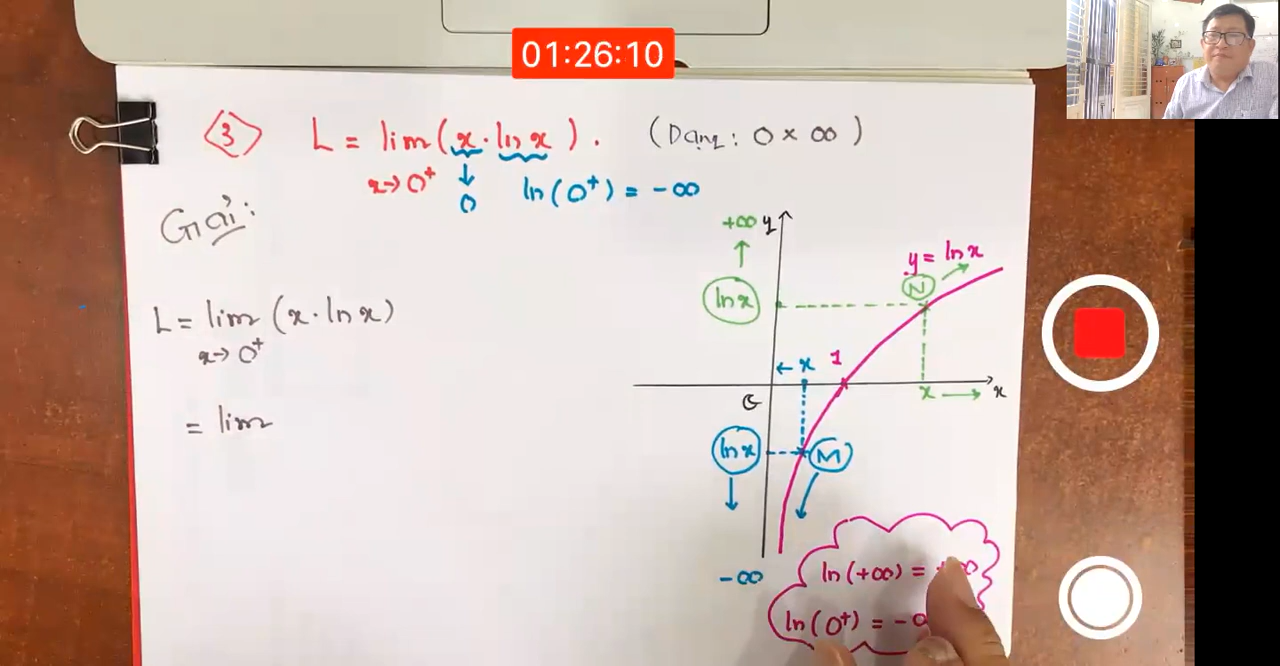 01:26:10
3 L = lim (x . ln x). (Dạng: 0 × ∞)
x→0⁺ ↓ 0 ln(0⁺) = -∞
Giải:
L = lim (x . ln x)
x→0⁺
= lim
+∞ y
↑
ln x
y = ln x
N
← x 1
O x → x
ln x M
↓
-∞
ln(+∞) = +∞
ln(0⁺) = -∞